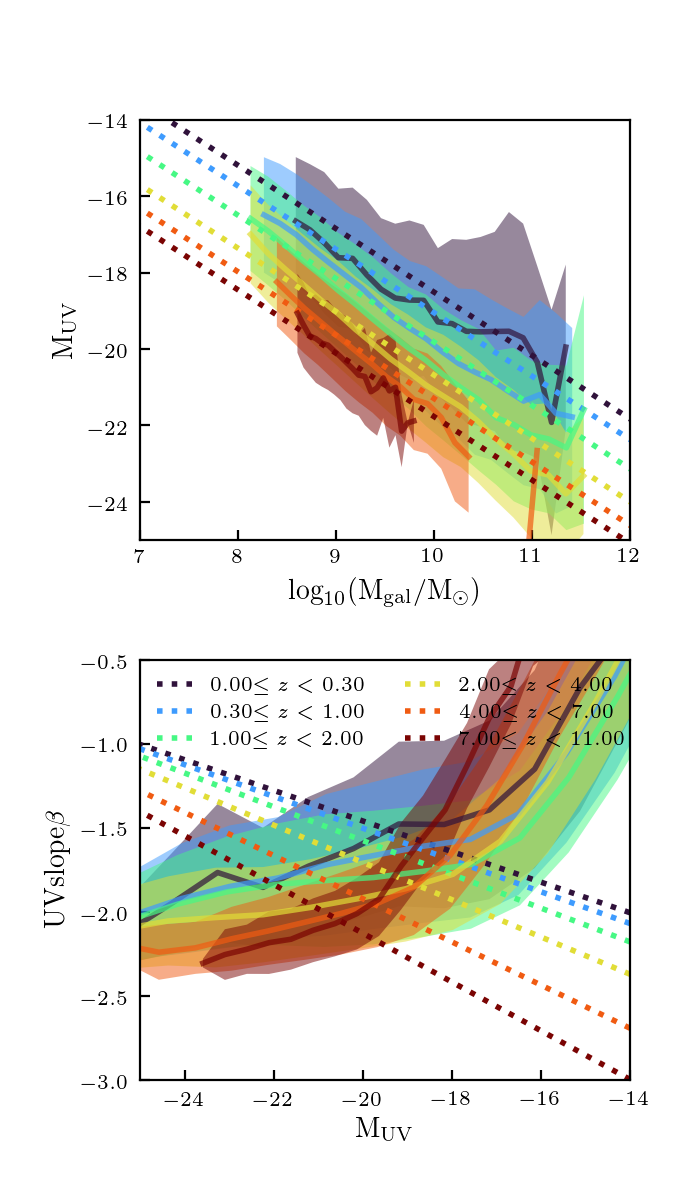 −14
−16
−18
−20
−22
−24
M_UV
7 8 9 10 11 12
log₁₀(M_gal/M_⊙)
−0.5
−1.0
−1.5
−2.0
−2.5
−3.0
UVslopeβ
0.00≤ z < 0.30
0.30≤ z < 1.00
1.00≤ z < 2.00
2.00≤ z < 4.00
4.00≤ z < 7.00
7.00≤ z < 11.00
−24 −22 −20 −18 −16 −14
M_UV